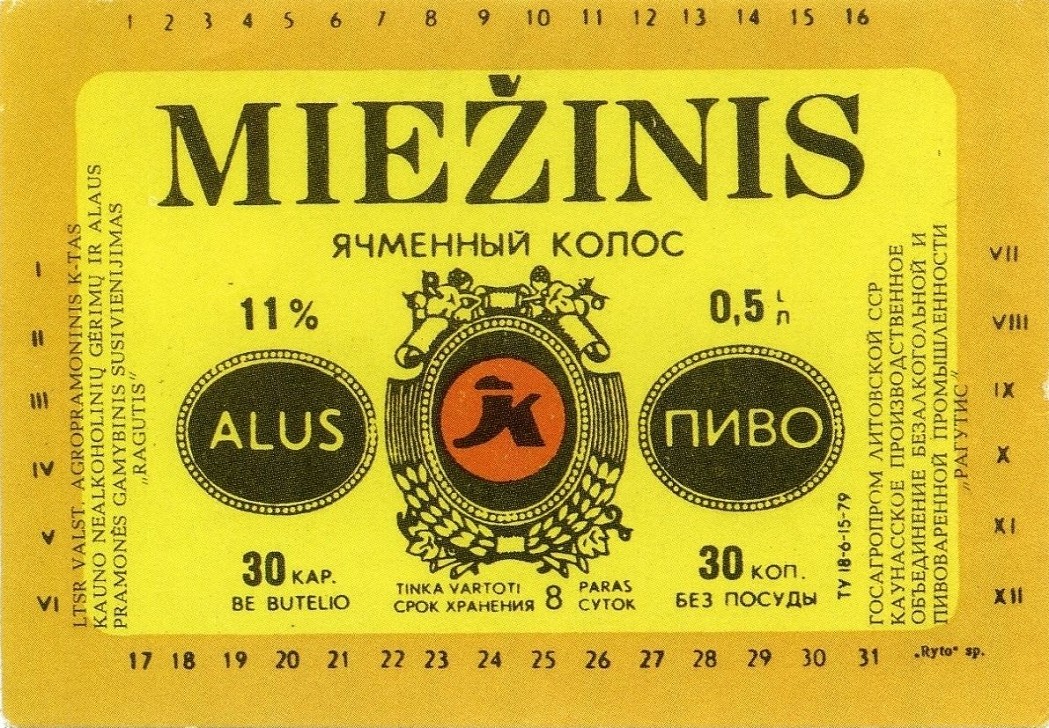 1 2 3 4 5 6 7 8 9 10 11 12 13 14 15 16
MIEŽINIS
ЯЧМЕННЫЙ КОЛОС
11%
0,5 L
л
ALUS
ПИВО
30 КАР.
BE BUTELIO
TINKA VARTOTI 8 PARAS
СРОК ХРАНЕНИЯ СУТОК
30 КОП.
БЕЗ ПОСУДЫ
I
II
III
IV
V
VI
LTSR VALST. AGROPRAMONINIS K-TAS
KAUNO NEALKOHOLINIŲ GĖRIMŲ IR ALAUS
PRAMONĖS GAMYBINIS SUSIVIENIJIMAS
„RAGUTIS"
ТУ 18-6-15-79
ГОСАГРОПРОМ ЛИТОВСКОЙ ССР
КАУНАССКОЕ ПРОИЗВОДСТВЕННОЕ
ОБЪЕДИНЕНИЕ БЕЗАЛКОГОЛЬНОЙ И
ПИВОВАРЕННОЙ ПРОМЫШЛЕННОСТИ
„РАГУТИС"
VII
VIII
IX
X
XI
XII
17 18 19 20 21 22 23 24 25 26 27 28 29 30 31
„Ryto" sp.